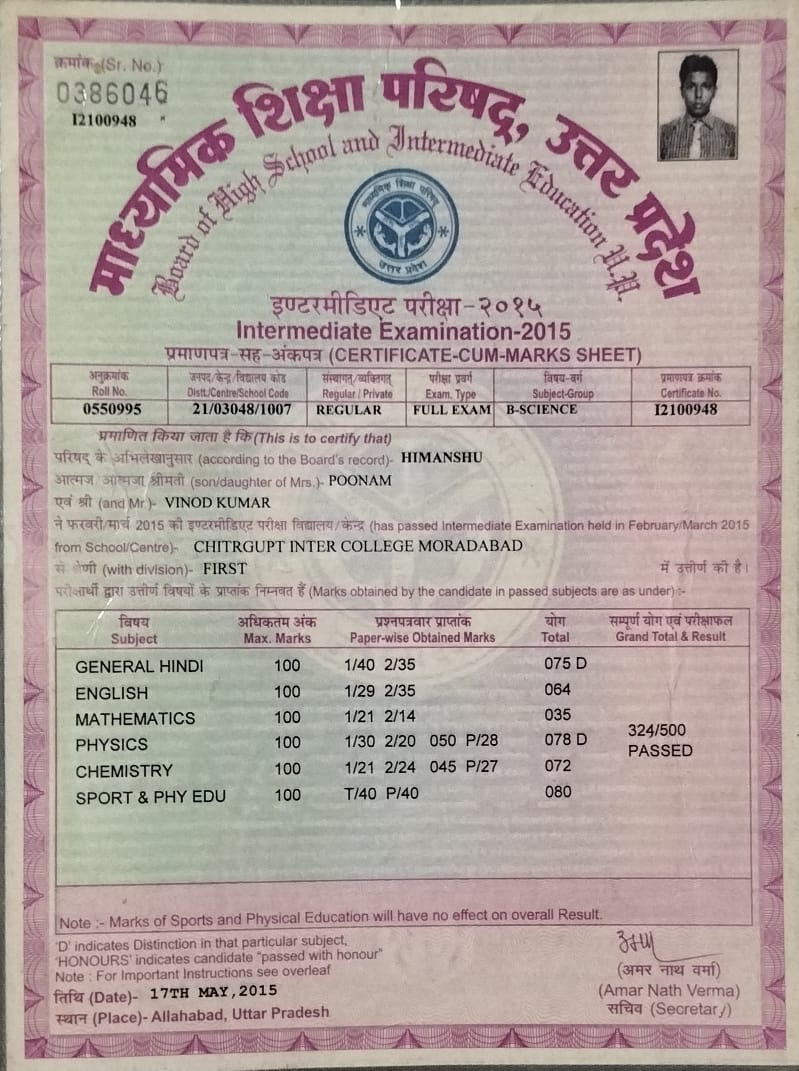 क्रमांक (Sr. No.)
0386046
I2100948
माध्यमिक शिक्षा परिषद्, उत्तर प्रदेश
Board of High School and Intermediate Education U.P.
माध्यमिक शिक्षा परिषद्
उत्तर प्रदेश
इण्टरमीडिएट परीक्षा-२०१५
Intermediate Examination-2015
प्रमाणपत्र-सह-अंकपत्र (CERTIFICATE-CUM-MARKS SHEET)
अनुक्रमांक जनपद/केन्द्र/विद्यालय कोड संस्थागत/व्यक्तिगत परीक्षा प्रवर्ग विषय-वर्ग प्रमाणपत्र क्रमांक
Roll No. Distt./Centre/School Code Regular / Private Exam. Type Subject-Group Certificate No.
0550995 21/03048/1007 REGULAR FULL EXAM B-SCIENCE I2100948
प्रमाणित किया जाता है कि (This is to certify that)
परिषद के अभिलेखानुसार (according to the Board's record)- HIMANSHU
आत्मज आत्मजा श्रीमती (son/daughter of Mrs.)- POONAM
एवं श्री (and Mr.)- VINOD KUMAR
ने फरवरी/मार्च 2015 की इण्टरमीडिएट परीक्षा विद्यालय/केन्द्र (has passed Intermediate Examination held in February/March 2015
from School/Centre)- CHITRGUPT INTER COLLEGE MORADABAD
से श्रेणी (with division)- FIRST में उत्तीर्ण की है।
परीक्षार्थी द्वारा उत्तीर्ण विषयों के प्राप्तांक निम्नवत हैं (Marks obtained by the candidate in passed subjects are as under) :-
विषय अधिकतम अंक प्रश्नपत्रवार प्राप्तांक योग सम्पूर्ण योग एवं परीक्षाफल
Subject Max. Marks Paper-wise Obtained Marks Total Grand Total & Result
GENERAL HINDI 100 1/40 2/35 075 D
ENGLISH 100 1/29 2/35 064
MATHEMATICS 100 1/21 2/14 035
324/500
PHYSICS 100 1/30 2/20 050 P/28 078 D
PASSED
CHEMISTRY 100 1/21 2/24 045 P/27 072
SPORT & PHY EDU 100 T/40 P/40 080
Note :- Marks of Sports and Physical Education will have no effect on overall Result.
'D' indicates Distinction in that particular subject,
'HONOURS' indicates candidate "passed with honour"
Note : For Important Instructions see overleaf
तिथि (Date)- 17TH MAY,2015
स्थान (Place)- Allahabad, Uttar Pradesh
(अमर नाथ वर्मा)
(Amar Nath Verma)
सचिव (Secretary)